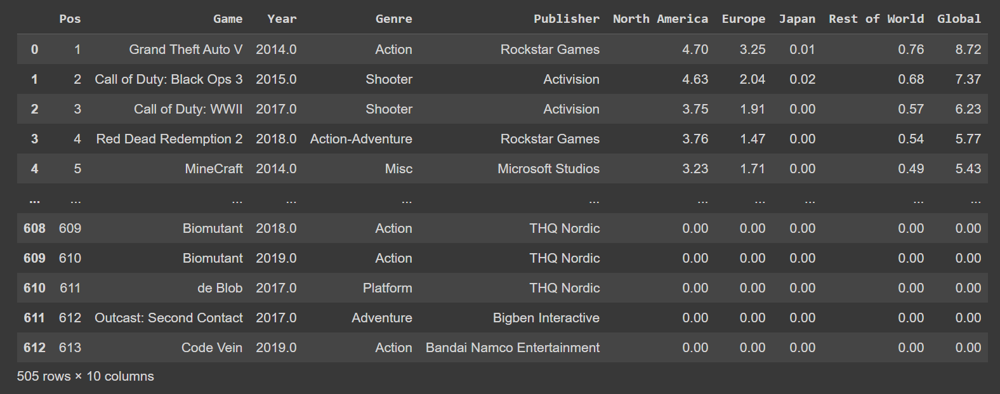 Pos Game Year Genre Publisher North America Europe Japan Rest of World Global
0 1 Grand Theft Auto V 2014.0 Action Rockstar Games 4.70 3.25 0.01 0.76 8.72
1 2 Call of Duty: Black Ops 3 2015.0 Shooter Activision 4.63 2.04 0.02 0.68 7.37
2 3 Call of Duty: WWII 2017.0 Shooter Activision 3.75 1.91 0.00 0.57 6.23
3 4 Red Dead Redemption 2 2018.0 Action-Adventure Rockstar Games 3.76 1.47 0.00 0.54 5.77
4 5 MineCraft 2014.0 Misc Microsoft Studios 3.23 1.71 0.00 0.49 5.43
... ... ... ... ... ... ... ... ... ... ...
608 609 Biomutant 2018.0 Action THQ Nordic 0.00 0.00 0.00 0.00 0.00
609 610 Biomutant 2019.0 Action THQ Nordic 0.00 0.00 0.00 0.00 0.00
610 611 de Blob 2017.0 Platform THQ Nordic 0.00 0.00 0.00 0.00 0.00
611 612 Outcast: Second Contact 2017.0 Adventure Bigben Interactive 0.00 0.00 0.00 0.00 0.00
612 613 Code Vein 2019.0 Action Bandai Namco Entertainment 0.00 0.00 0.00 0.00 0.00
505 rows × 10 columns